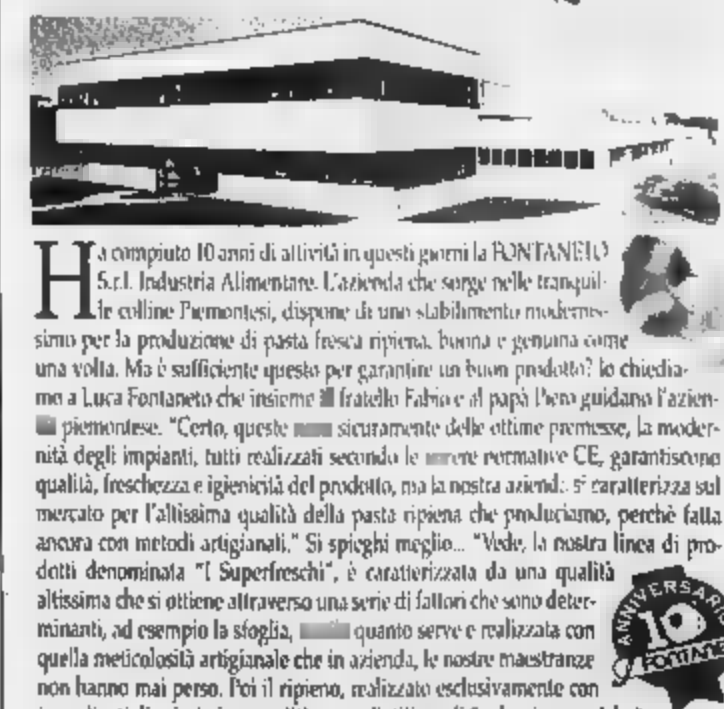 Ha compiuto 10 anni di attività in questi giorni la FONTANETO
S.r.l. Industria Alimentare. L'azienda che sorge nelle tranquil-
le colline Piemontesi, dispone di uno stabilimento modernis-
simo per la produzione di pasta fresca ripiena, buona e genuina come
una volta. Ma è sufficiente questo per garantire un buon prodotto? lo chiedia-
mo a Luca Fontaneto che insieme fratello Fabio e al papà Piero guidano l'azien-
piemontese. "Certo, queste sicuramente delle ottime premesse, la moder-
nità degli impianti, tutti realizzati secondo le normative CE, garantiscono
qualità, freschezza e igienicità del prodotto, ma la nostra azienda si caratterizza sul
mercato per l'altissima qualità della pasta ripiena che produciamo, perchè fatta
ancora con metodi artigianali." Si spieghi meglio... "Vede, la nostra linea di pro-
dotti denominata "I Superfreschi", è caratterizzata da una qualità
altissima che si ottiene attraverso una serie di fattori che sono deter-
minanti, ad esempio la sfoglia, quanto serve e realizzata con
quella meticolosità artigianale che in azienda, le nostre maestranze
non hanno mai perso. Poi il ripieno, realizzato esclusivamente con
ANNIVERSARIO
10